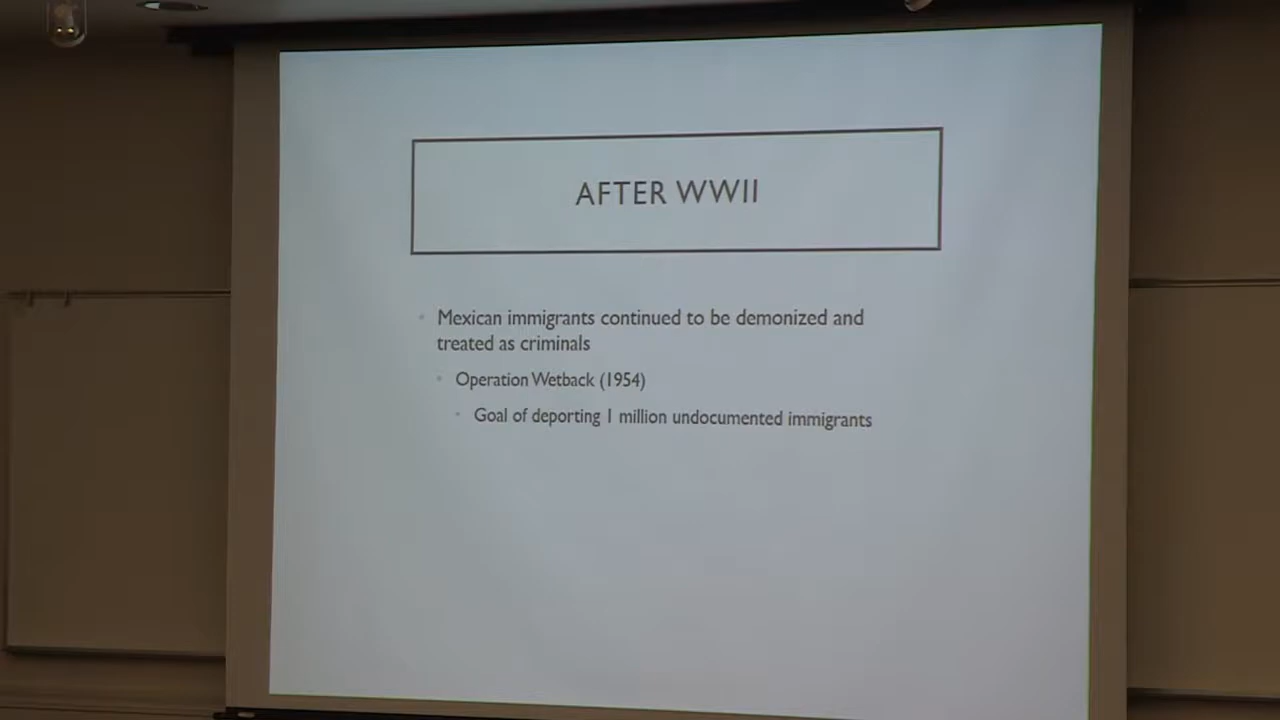 AFTER WWII
Mexican immigrants continued to be demonized and
treated as criminals
Operation Wetback (1954)
Goal of deporting 1 million undocumented immigrants